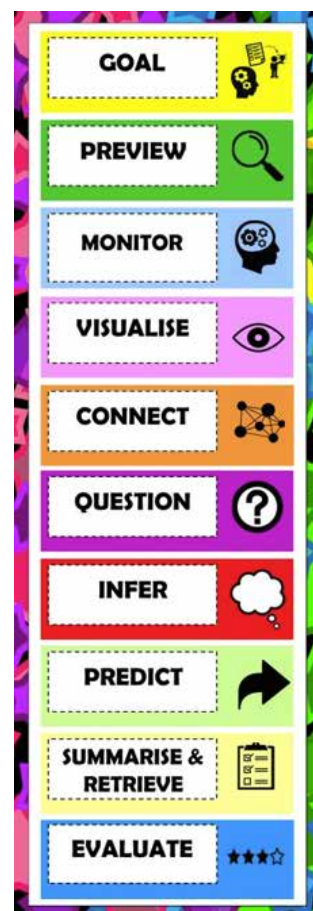 GOAL
PREVIEW
MONITOR
VISUALISE
CONNECT
QUESTION
?
INFER
PREDICT
SUMMARISE &
RETRIEVE
EVALUATE